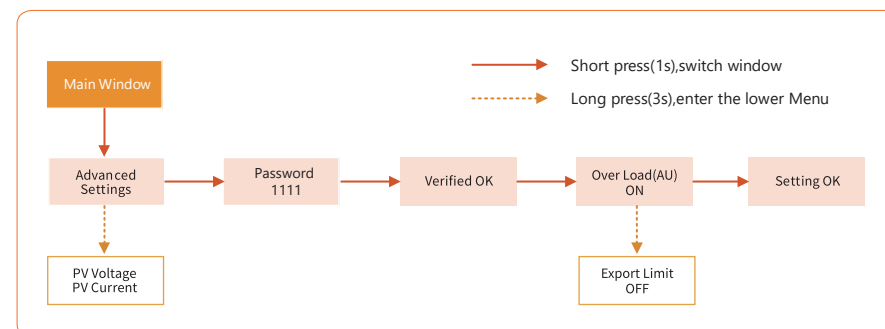 Main Window
Short press(1s),switch window
Long press(3s),enter the lower Menu
Advanced
Settings
Password
1111
Verified OK
Over Load(AU)
ON
Setting OK
PV Voltage
PV Current
Export Limit
OFF